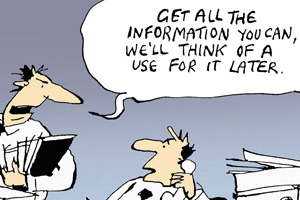 GET ALL THE
INFORMATION YOU CAN,
WE'LL THINK OF A
USE FOR IT LATER.